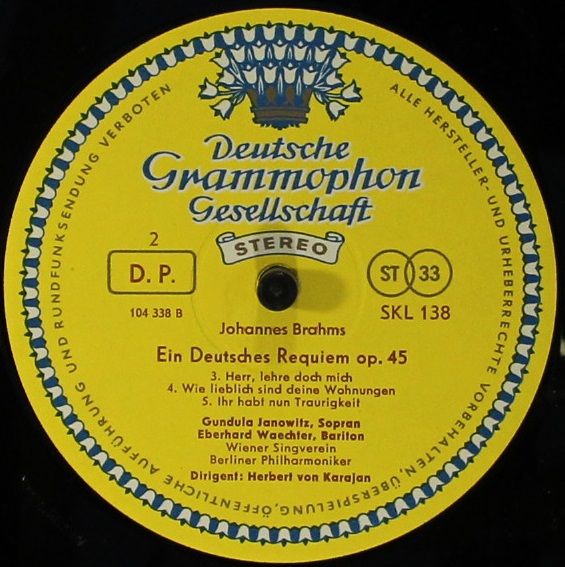 ALLE HERSTELLER- UND URHEBERRECHTE VORBEHALTEN, ÜBERSPIELUNG, ÖFFENTLICHE AUFFÜHRUNG UND RUNDFUNKSENDUNG VERBOTEN
Deutsche
Grammophon
Gesellschaft
STEREO
2
D. P.
104 338 B
ST 33
SKL 138
Johannes Brahms
Ein Deutsches Requiem op. 45
3. Herr, lehre doch mich
4. Wie lieblich sind deine Wohnungen
5. Ihr habt nun Traurigkeit
Gundula Janowitz, Sopran
Eberhard Waechter, Bariton
Wiener Singverein
Berliner Philharmoniker
Dirigent: Herbert von Karajan